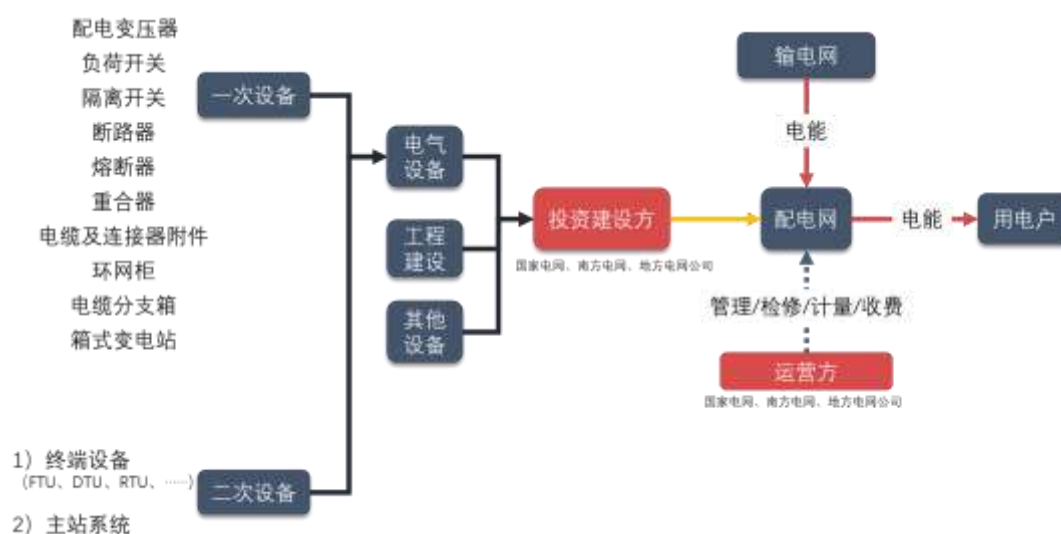 配电变压器
负荷开关
隔离开关
断路器
熔断器
重合器
电缆及连接器附件
环网柜
电缆分支箱
箱式变电站
一次设备
1）终端设备
（FTU、DTU、RTU、……）
2）主站系统
二次设备
电气
设备
工程
建设
其他
设备
投资建设方
国家电网、南方电网、地方电网公司
输电网
电能
配电网
电能
用电户
管理/检修/计量/收费
运营方
国家电网、南方电网、地方电网公司